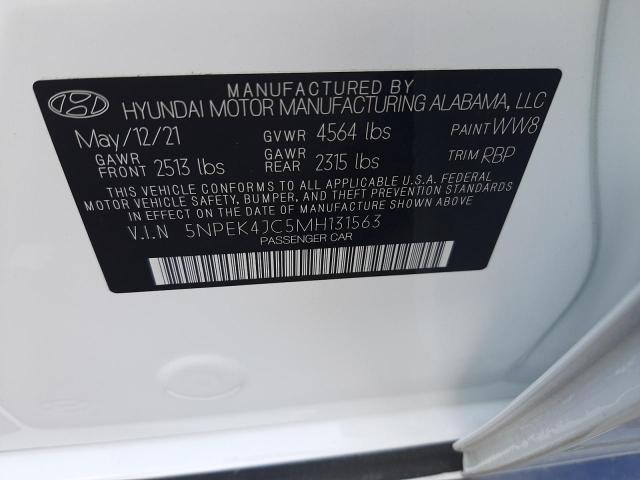 MANUFACTURED BY
HYUNDAI MOTOR MANUFACTURING ALABAMA, LLC
May/12/21 GVWR 4564 lbs PAINT WW8
GAWR FRONT 2513 lbs GAWR REAR 2315 lbs TRIM RBP
THIS VEHICLE CONFORMS TO ALL APPLICABLE U.S.A. FEDERAL
MOTOR VEHICLE SAFETY, BUMPER, AND THEFT PREVENTION STANDARDS
IN EFFECT ON THE DATE OF MANUFACTURE SHOWN ABOVE.
V.I.N 5NPEK4JC5MH131563
PASSENGER CAR